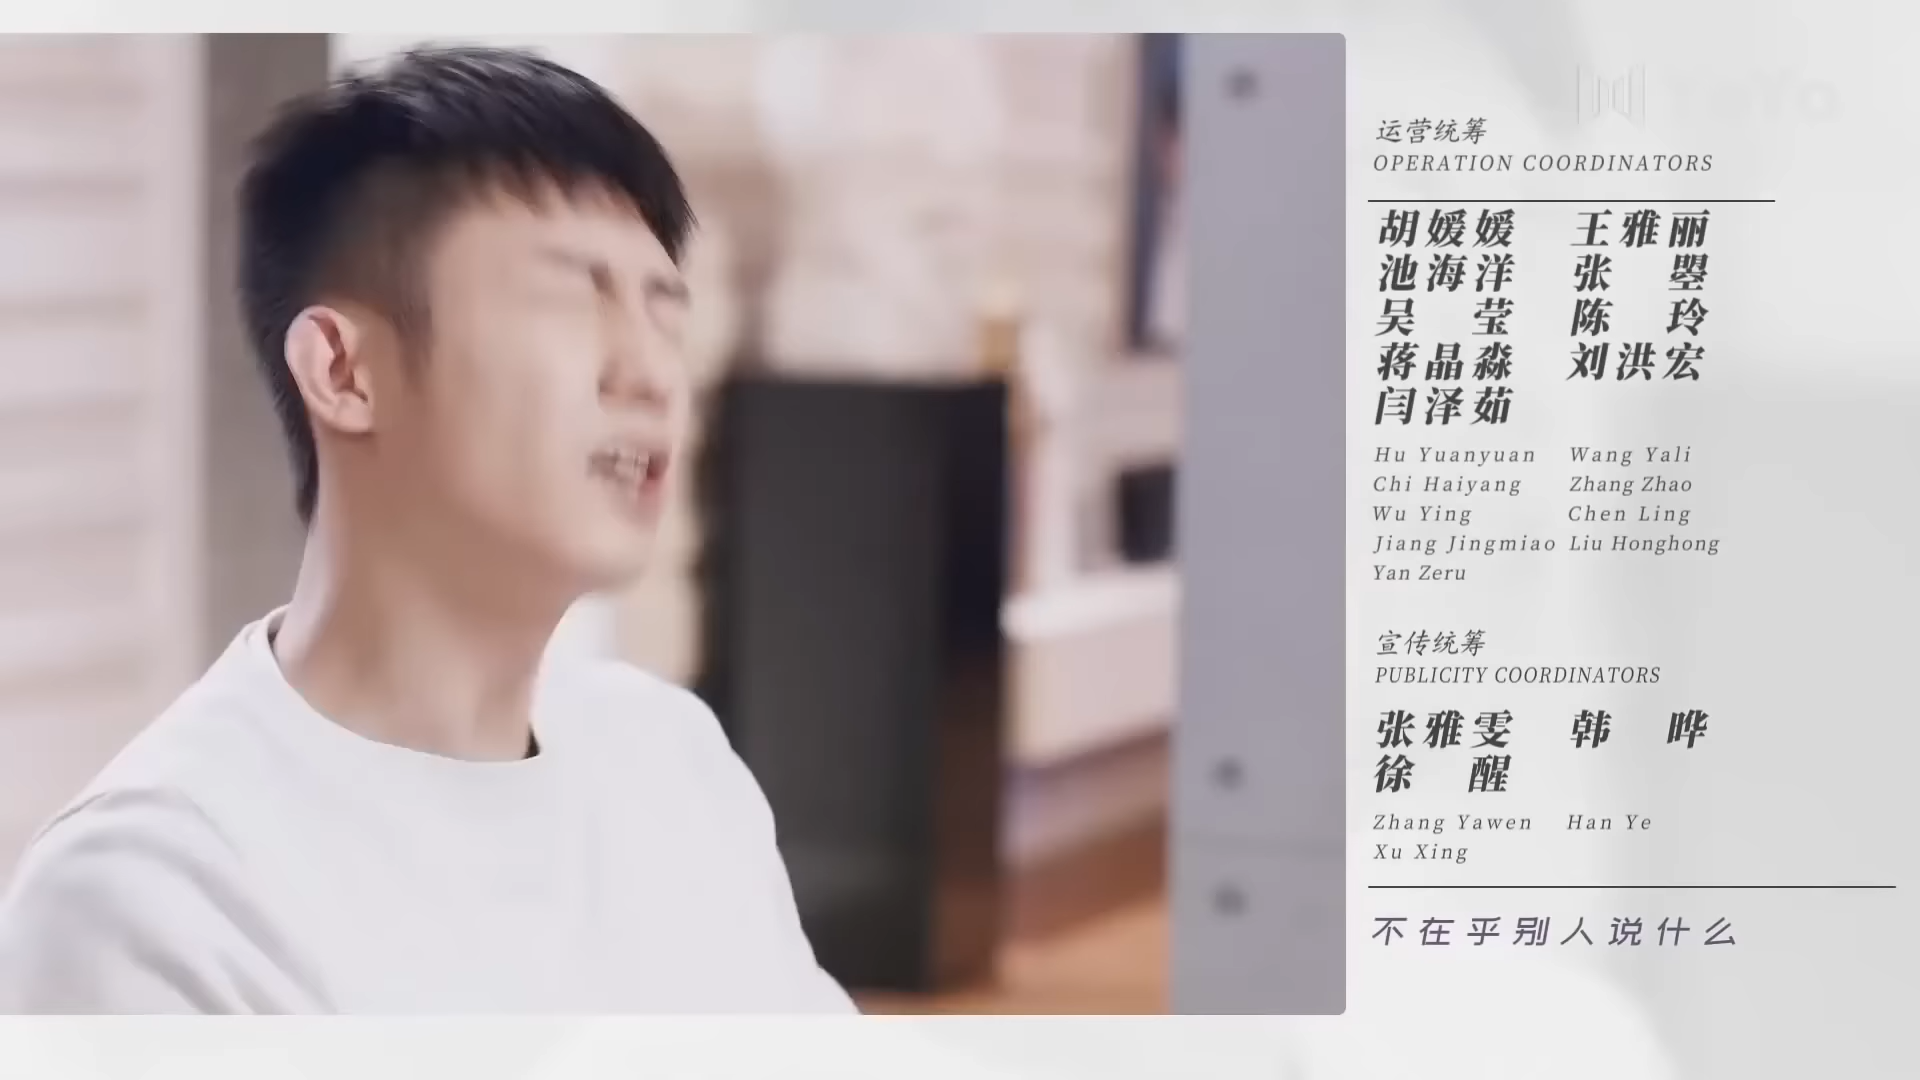 运营统筹
OPERATION COORDINATORS
胡媛媛 王雅丽
池海洋 张曌
吴莹 陈玲
蒋晶淼 刘洪宏
闫泽茹
Hu Yuanyuan Wang Yali
Chi Haiyang Zhang Zhao
Wu Ying Chen Ling
Jiang Jingmiao Liu Honghong
Yan Zeru
宣传统筹
PUBLICITY COORDINATORS
张雅雯 韩晔
徐醒
Zhang Yawen Han Ye
Xu Xing
不在乎别人说什么